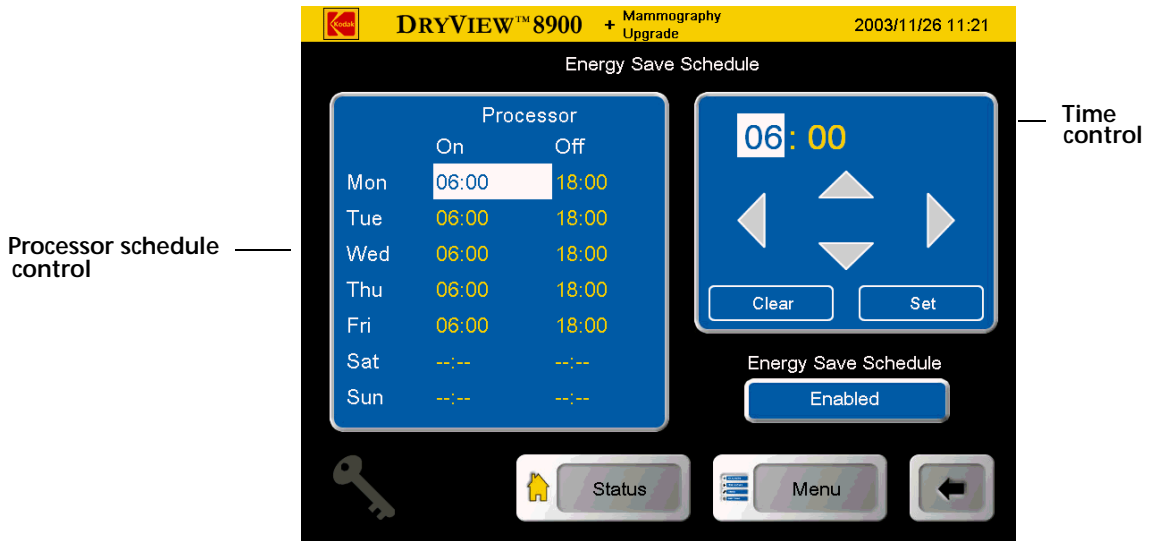 Kodak
DRYVIEW™ 8900 + Mammography Upgrade 2003/11/26 11:21
Energy Save Schedule
Processor
On Off
Mon 06:00 18:00
Tue 06:00 18:00
Wed 06:00 18:00
Thu 06:00 18:00
Fri 06:00 18:00
Sat --:-- --:--
Sun --:-- --:--
06: 00
Clear Set
Energy Save Schedule
Enabled
Status Menu
Processor schedule
control
Time
control